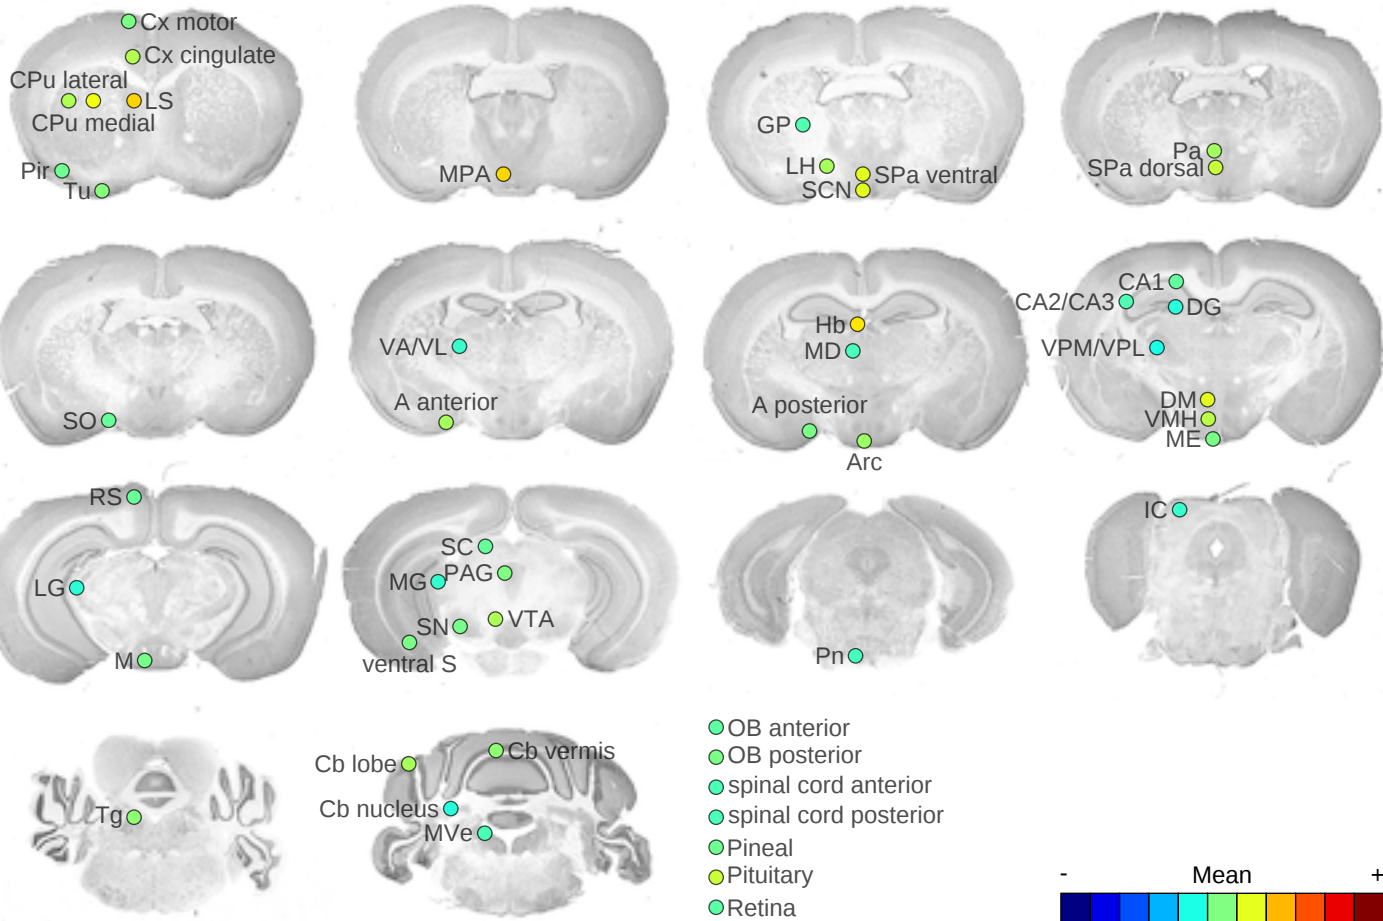 Cx motor
Cx cingulate
CPu lateral
LS
CPu medial
Pir
Tu
MPA
GP
LH
SPa ventral
SCN
Pa
SPa dorsal
SO
VA/VL
A anterior
Hb
MD
A posterior
Arc
CA1
CA2/CA3
DG
VPM/VPL
DM
VMH
ME
RS
LG
M
SC
MG
PAG
SN
VTA
ventral S
Pn
IC
Tg
Cb lobe
Cb vermis
Cb nucleus
MVe
OB anterior
OB posterior
spinal cord anterior
spinal cord posterior
Pineal
Pituitary
Retina
- Mean +